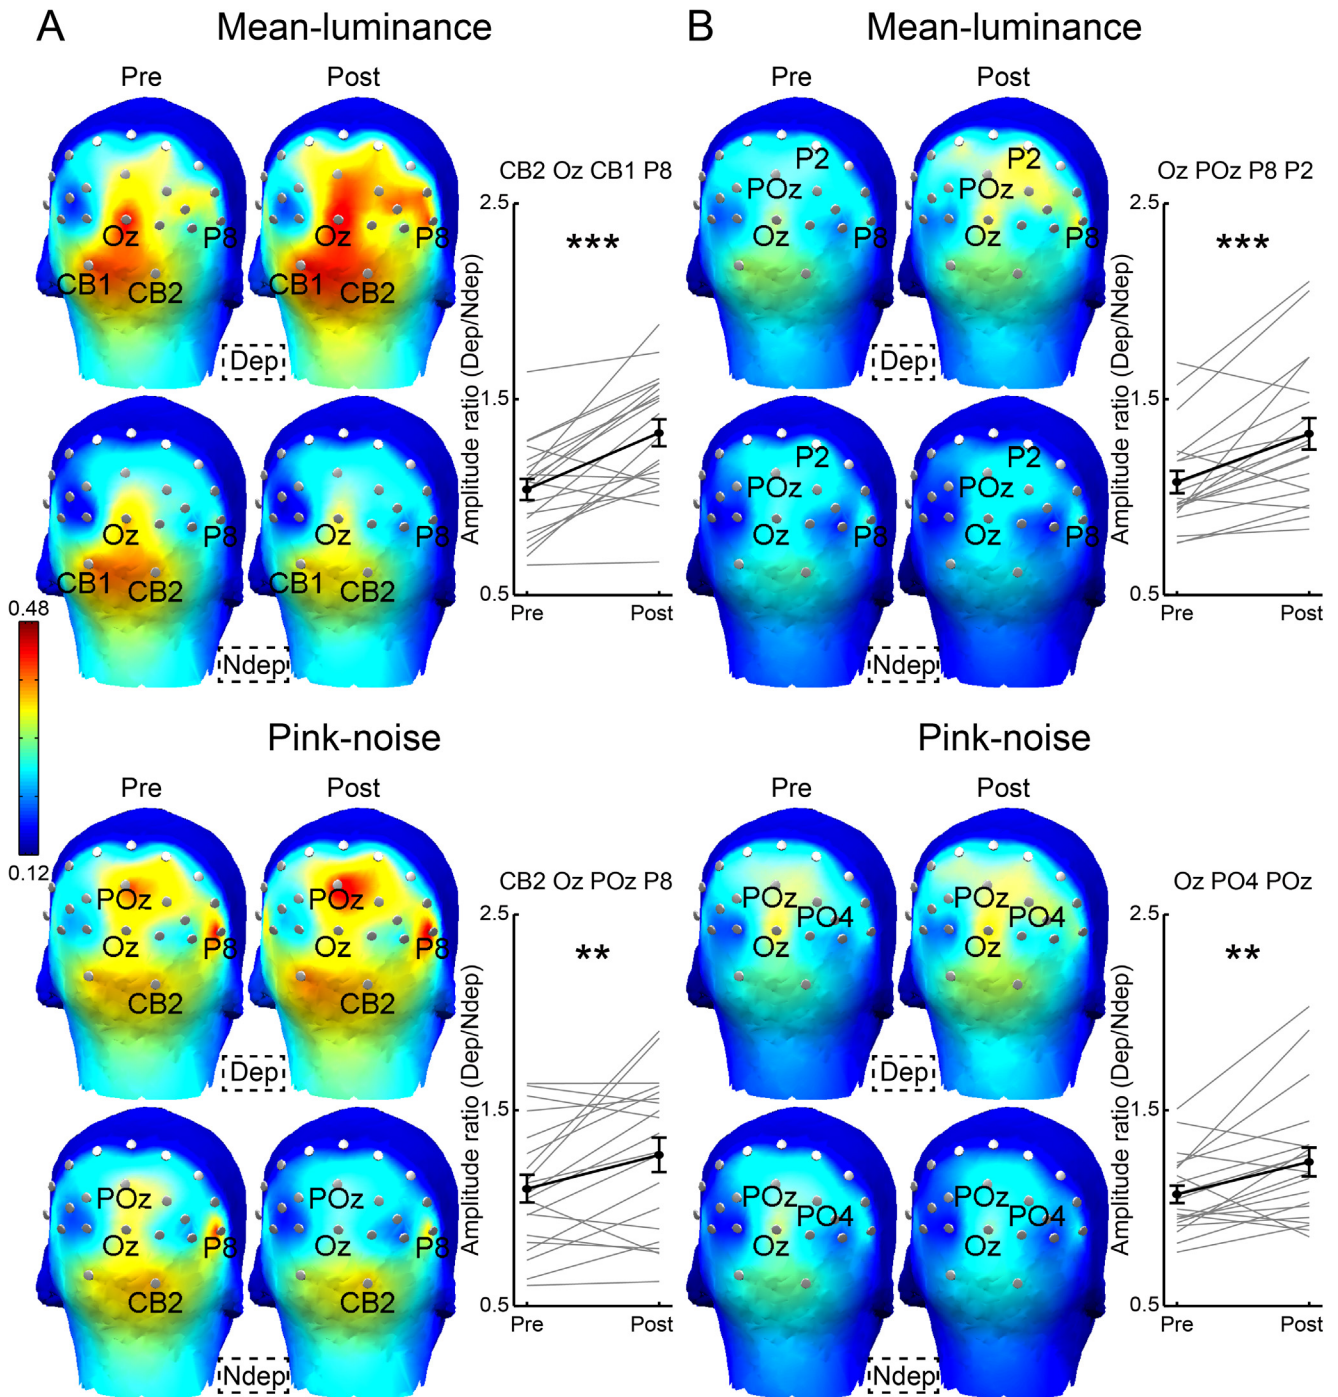 A
Mean-luminance
Pre
Post
Oz
P8
CB1
CB2
Oz
P8
CB1
CB2
Dep
Oz
P8
CB1
CB2
Oz
P8
CB1
CB2
Ndep
0.48
0.12
CB2 Oz CB1 P8
***
2.5
1.5
0.5
Amplitude ratio (Dep/Ndep)
Pre
Post
B
Mean-luminance
Pre
Post
P2
POz
Oz
P8
P2
POz
Oz
P8
Dep
P2
POz
Oz
P8
P2
POz
Oz
P8
Ndep
Oz POz P8 P2
***
2.5
1.5
0.5
Amplitude ratio (Dep/Ndep)
Pre
Post
Pink-noise
Pre
Post
POz
Oz
P8
CB2
POz
Oz
P8
CB2
Dep
POz
Oz
P8
CB2
POz
Oz
P8
CB2
Ndep
CB2 Oz POz P8
**
2.5
1.5
0.5
Amplitude ratio (Dep/Ndep)
Pre
Post
Pink-noise
Pre
Post
POz
PO4
Oz
POz
PO4
Oz
Dep
POz
PO4
Oz
POz
PO4
Oz
Ndep
Oz PO4 POz
**
2.5
1.5
0.5
Amplitude ratio (Dep/Ndep)
Pre
Post